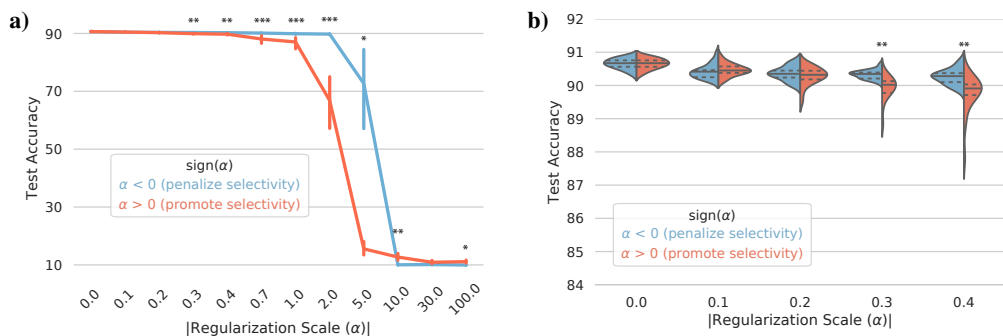 a)
Test Accuracy
90
70
50
30
10
** ** *** *** *** * ** *
sign(α)
α < 0 (penalize selectivity)
α > 0 (promote selectivity)
0.0 0.1 0.2 0.3 0.4 0.7 1.0 2.0 5.0 10.0 30.0 100.0
|Regularization Scale (α)|
b)
Test Accuracy
92
91
90
89
88
87
86
85
84
** **
sign(α)
α < 0 (penalize selectivity)
α > 0 (promote selectivity)
0.0 0.1 0.2 0.3 0.4
|Regularization Scale (α)|